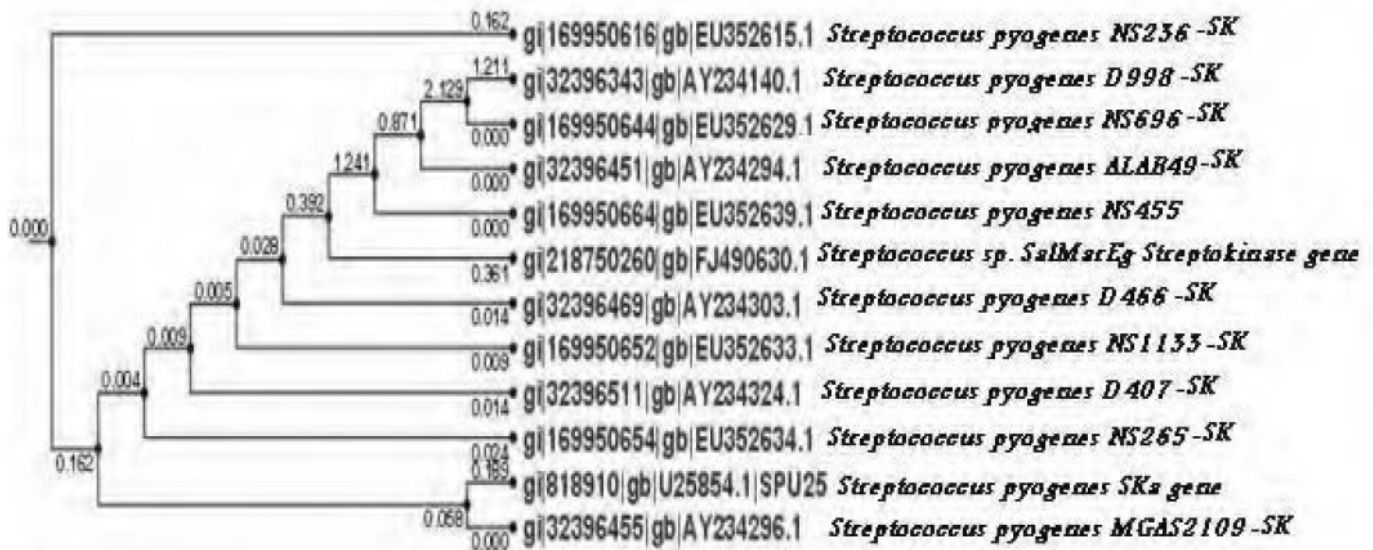 0.162 gi|169950616|gb|EU352615.1 Streptococcus pyogenes NS236 -SK
1.211
gi|32396343|gb|AY234140.1 Streptococcus pyogenes D998 -SK
2.129
0.000 gi|169950644|gb|EU352629.1 Streptococcus pyogenes NS696 -SK
0.871
0.000 gi|32396451|gb|AY234294.1 Streptococcus pyogenes ALAB49 -SK
1.241
0.000 gi|169950664|gb|EU352639.1 Streptococcus pyogenes NS455
0.392
0.000
0.361 gi|218750260|gb|FJ490630.1 Streptococcus sp. SalMarEg Streptokinase gene
0.028
0.014 gi|32396469|gb|AY234303.1 Streptococcus pyogenes D466 -SK
0.005
0.009 gi|169950652|gb|EU352633.1 Streptococcus pyogenes NS1133 -SK
0.009
0.014 gi|32396511|gb|AY234324.1 Streptococcus pyogenes D407 -SK
0.004
0.024 gi|169950654|gb|EU352634.1 Streptococcus pyogenes NS265 -SK
0.162
gi|818910|gb|U25854.1|SPU25 Streptococcus pyogenes SKa gene
0.058
0.000 gi|32396455|gb|AY234296.1 Streptococcus pyogenes MGAS2109 -SK